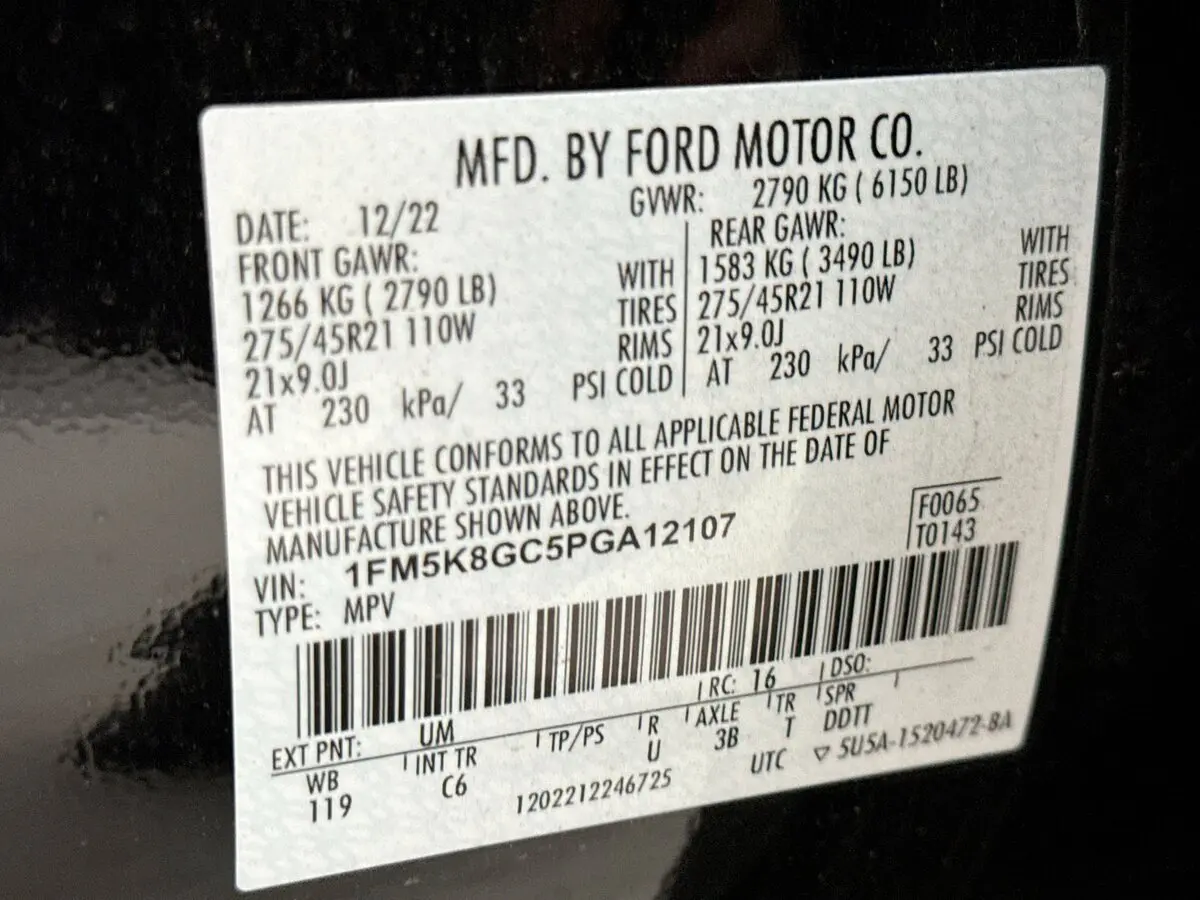 MFD. BY FORD MOTOR CO.
DATE: 12/22 GVWR: 2790 KG ( 6150 LB)
FRONT GAWR: REAR GAWR:
1266 KG ( 2790 LB) WITH 1583 KG ( 3490 LB) WITH
275/45R21 110W TIRES 275/45R21 110W TIRES
21x9.0J RIMS 21x9.0J RIMS
AT 230 kPa/ 33 PSI COLD AT 230 kPa/ 33 PSI COLD
THIS VEHICLE CONFORMS TO ALL APPLICABLE FEDERAL MOTOR
VEHICLE SAFETY STANDARDS IN EFFECT ON THE DATE OF
MANUFACTURE SHOWN ABOVE.
F0065
VIN: 1FM5K8GC5PGA12107 T0143
TYPE: MPV
EXT PNT: UM RC: 16 DSO:
WB INT TR TP/PS R AXLE TR SPR
119 C6 U 3B T DDTT
1202212246725 UTC ▽ 5U5A-1520472-BA